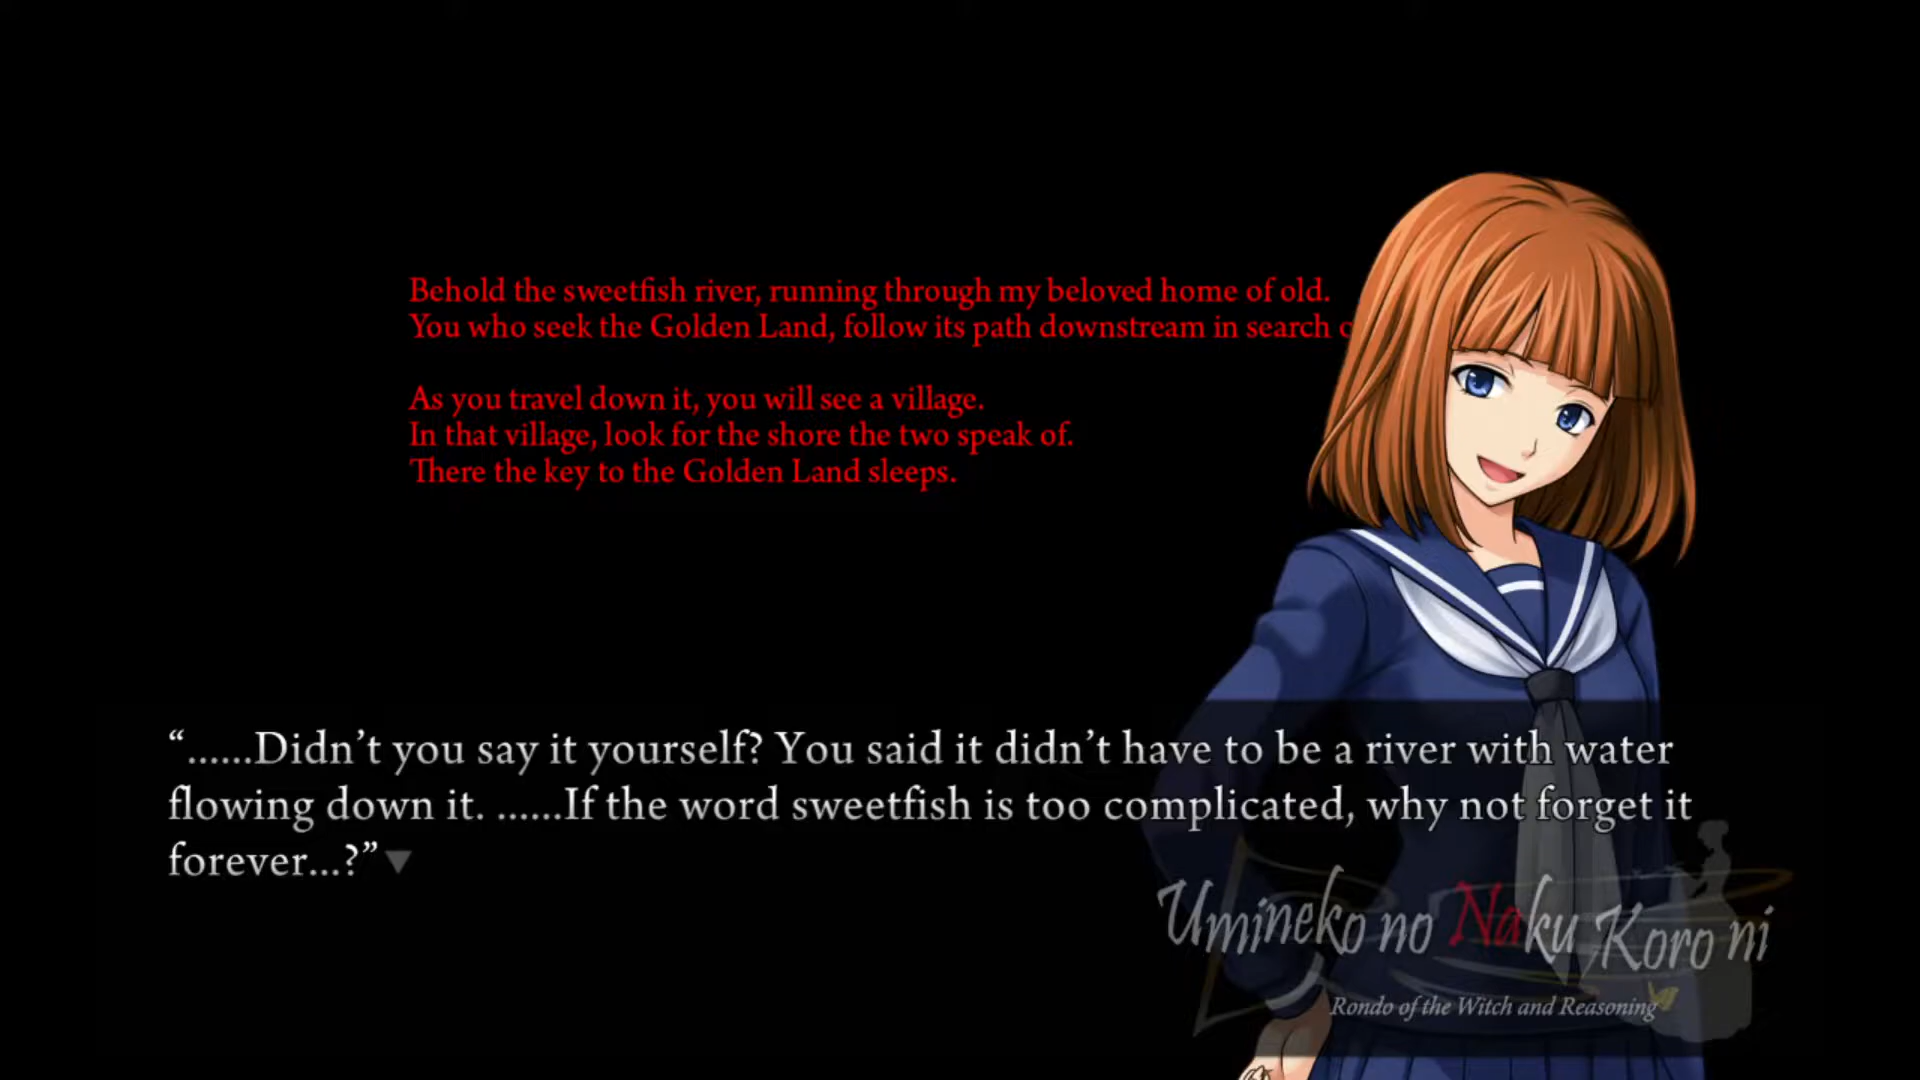 Behold the sweetfish river, running through my beloved home of old.
You who seek the Golden Land, follow its path downstream in search
As you travel down it, you will see a village.
In that village, look for the shore the two speak of.
There the key to the Golden Land sleeps.
“......Didn’t you say it yourself? You said it didn’t have to be a river with water
flowing down it. ......If the word sweetfish is too complicated, why not forget it
forever...?”
Umineko no Naku Koro ni
Rondo of the Witch and Reasoning